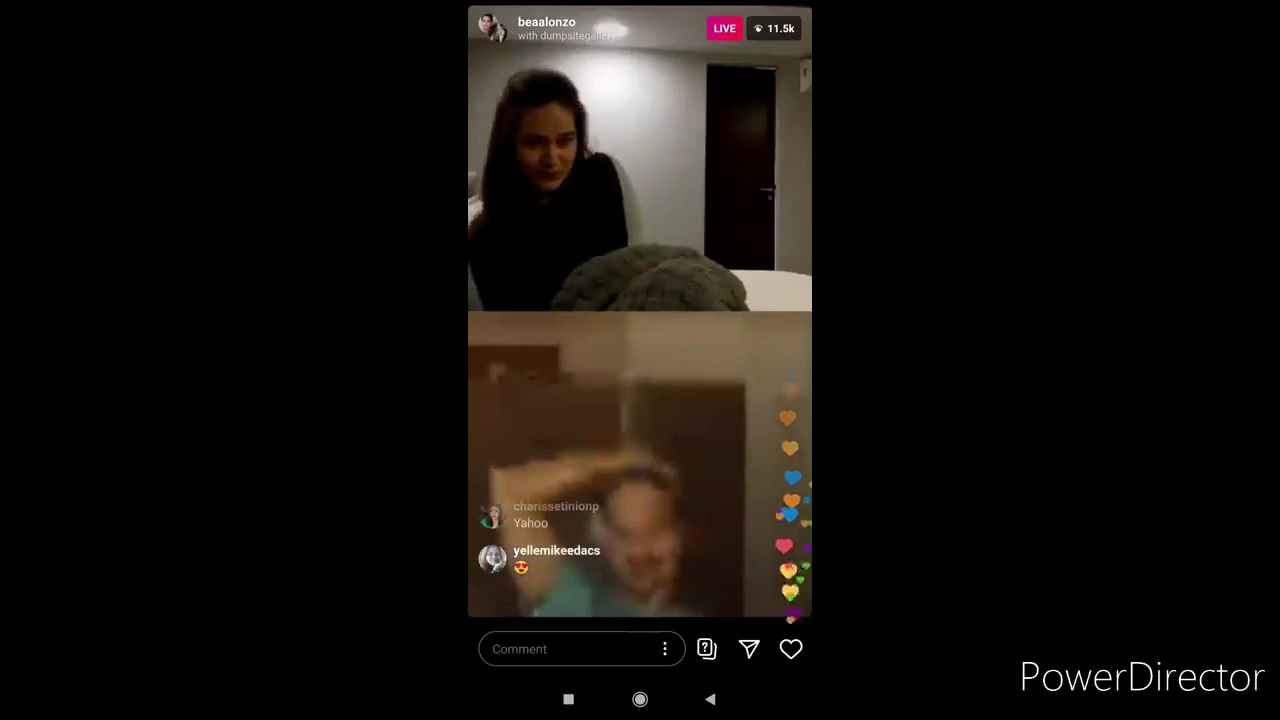 beaalonzo
with dumpsitegallery
LIVE
11.5k
charissetinionp
Yahoo
yellemikeedacs
Comment
PowerDirector